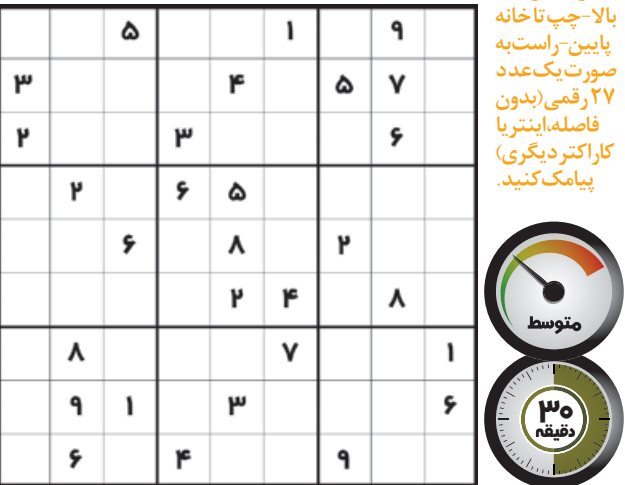 بالا-چپ تا خانه
پایین-راست به
صورت یک عدد
۲۷ رقمی (بدون
فاصله، اینتر یا
کاراکتر دیگری)
پیامک کنید.
۵ ۱ ۹
۳ ۴ ۵ ۷
۲ ۳ ۶
۲ ۶ ۵
۶ ۸ ۲
۲ ۴ ۸
۸ ۷ ۱
۹ ۱ ۳ ۶
۶ ۴ ۹
متوسط
۳۰
دقیقه